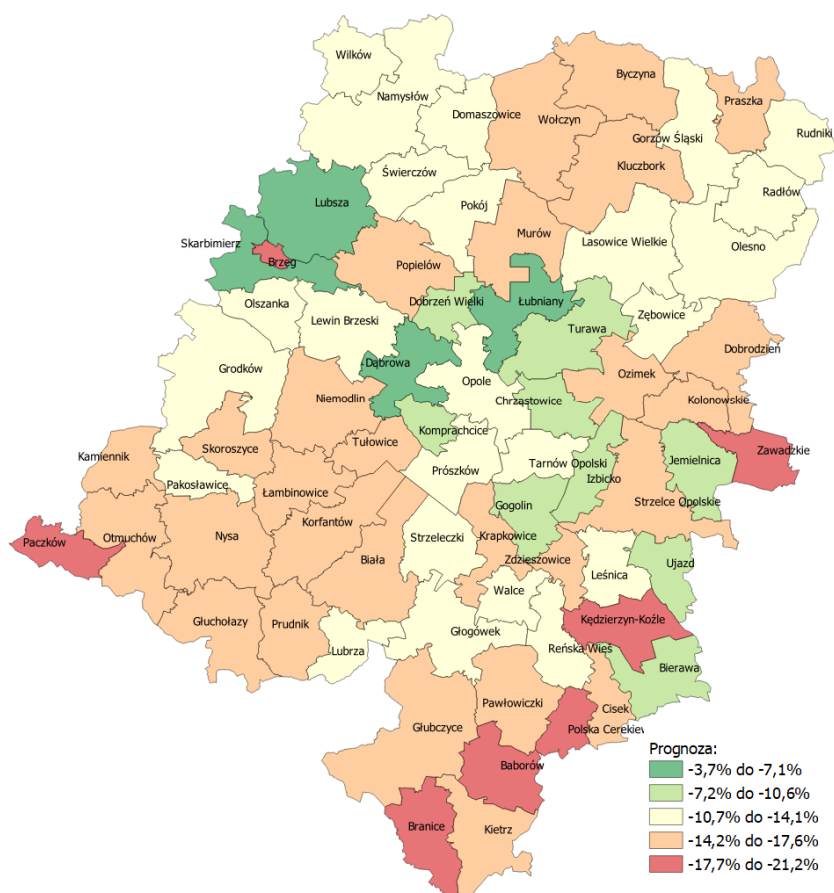 Wilków
Byczyna
Namysłów
Praszka
Domaszowice
Wołczyn
Gorzów Śląski
Rudniki
Kluczbork
Świerczów
Radłów
Lubsza
Pokój
Murów
Skarbimierz
Lasowice Wielkie
Olesno
Brzeg
Popielów
Olszanka
Dobrzeń Wielki
Łubniany
Zębowice
Lewin Brzeski
Turawa
Dobrodzień
Dąbrowa
Grodków
Opole
Ozimek
Niemodlin
Chrząstowice
Kolonowskie
Komprachcice
Tułowice
Skoroszyce
Zawadzkie
Kamiennik
Jemielnica
Tarnów Opolski
Prószków
Izbicko
Pakosławice
Łambinowice
Strzelce Opolskie
Gogolin
Korfantów
Otmuchów
Nysa
Krapkowice
Paczków
Strzeleczki
Biała
Zdzieszowice
Ujazd
Leśnica
Walce
Głuchołazy
Prudnik
Kędzierzyn-Koźle
Głogówek
Lubrza
Reńska Wieś
Bierawa
Pawłowiczki
Cisek
Głubczyce
Polska Cerekiew
Baborów
Branice
Kietrz
Prognoza:
-3,7% do -7,1%
-7,2% do -10,6%
-10,7% do -14,1%
-14,2% do -17,6%
-17,7% do -21,2%